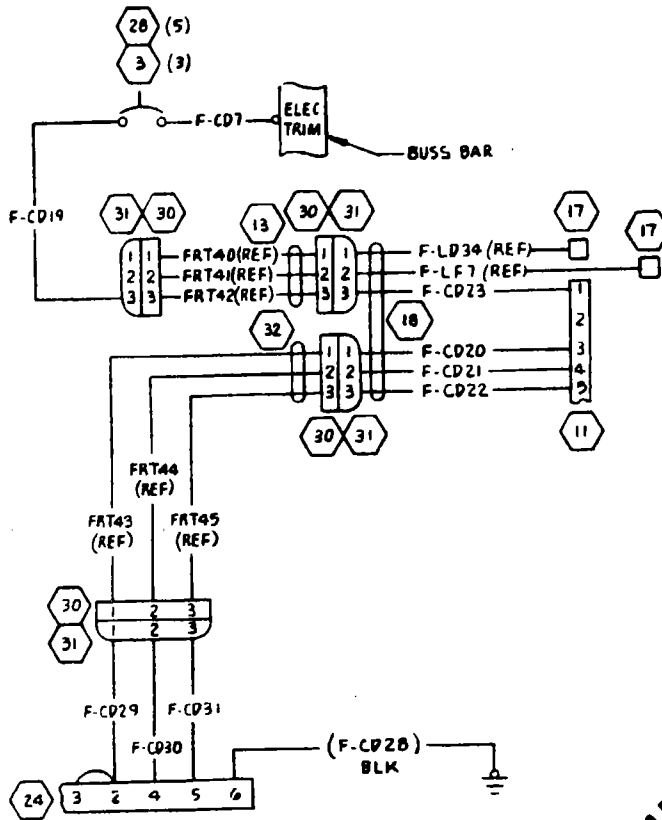 28 (5)
3 (3)
F-CD7
ELEC
TRIM
BUSS BAR
F-CD19
31 30
13
30 31
17
17
1 FRT40(REF) 1 1 F-LD34 (REF)
2 FRT41(REF) 2 2 F-LF7 (REF)
3 FRT42(REF) 3 3 F-CD23 1
2
32
18
1 1 F-CD20 3
2 2 F-CD21 4
3 3 F-CD22 5
30 31
11
FRT44
(REF)
FRT43
(REF)
FRT45
(REF)
30
1 2 3
31
1 2 3
F-CD29
F-CD31
F-CD30
(F-CD28)
BLK
24
3 2 4 5 6